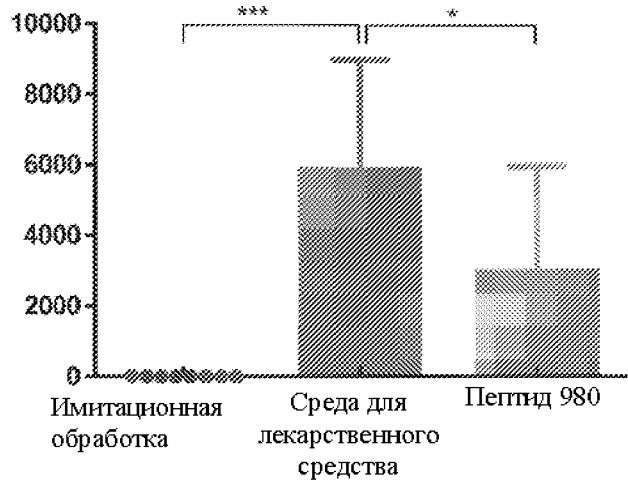 10000
8000
6000
4000
2000
0
***
*
Имитационная
обработка
Среда для
лекарственного
средства
Пептид 980